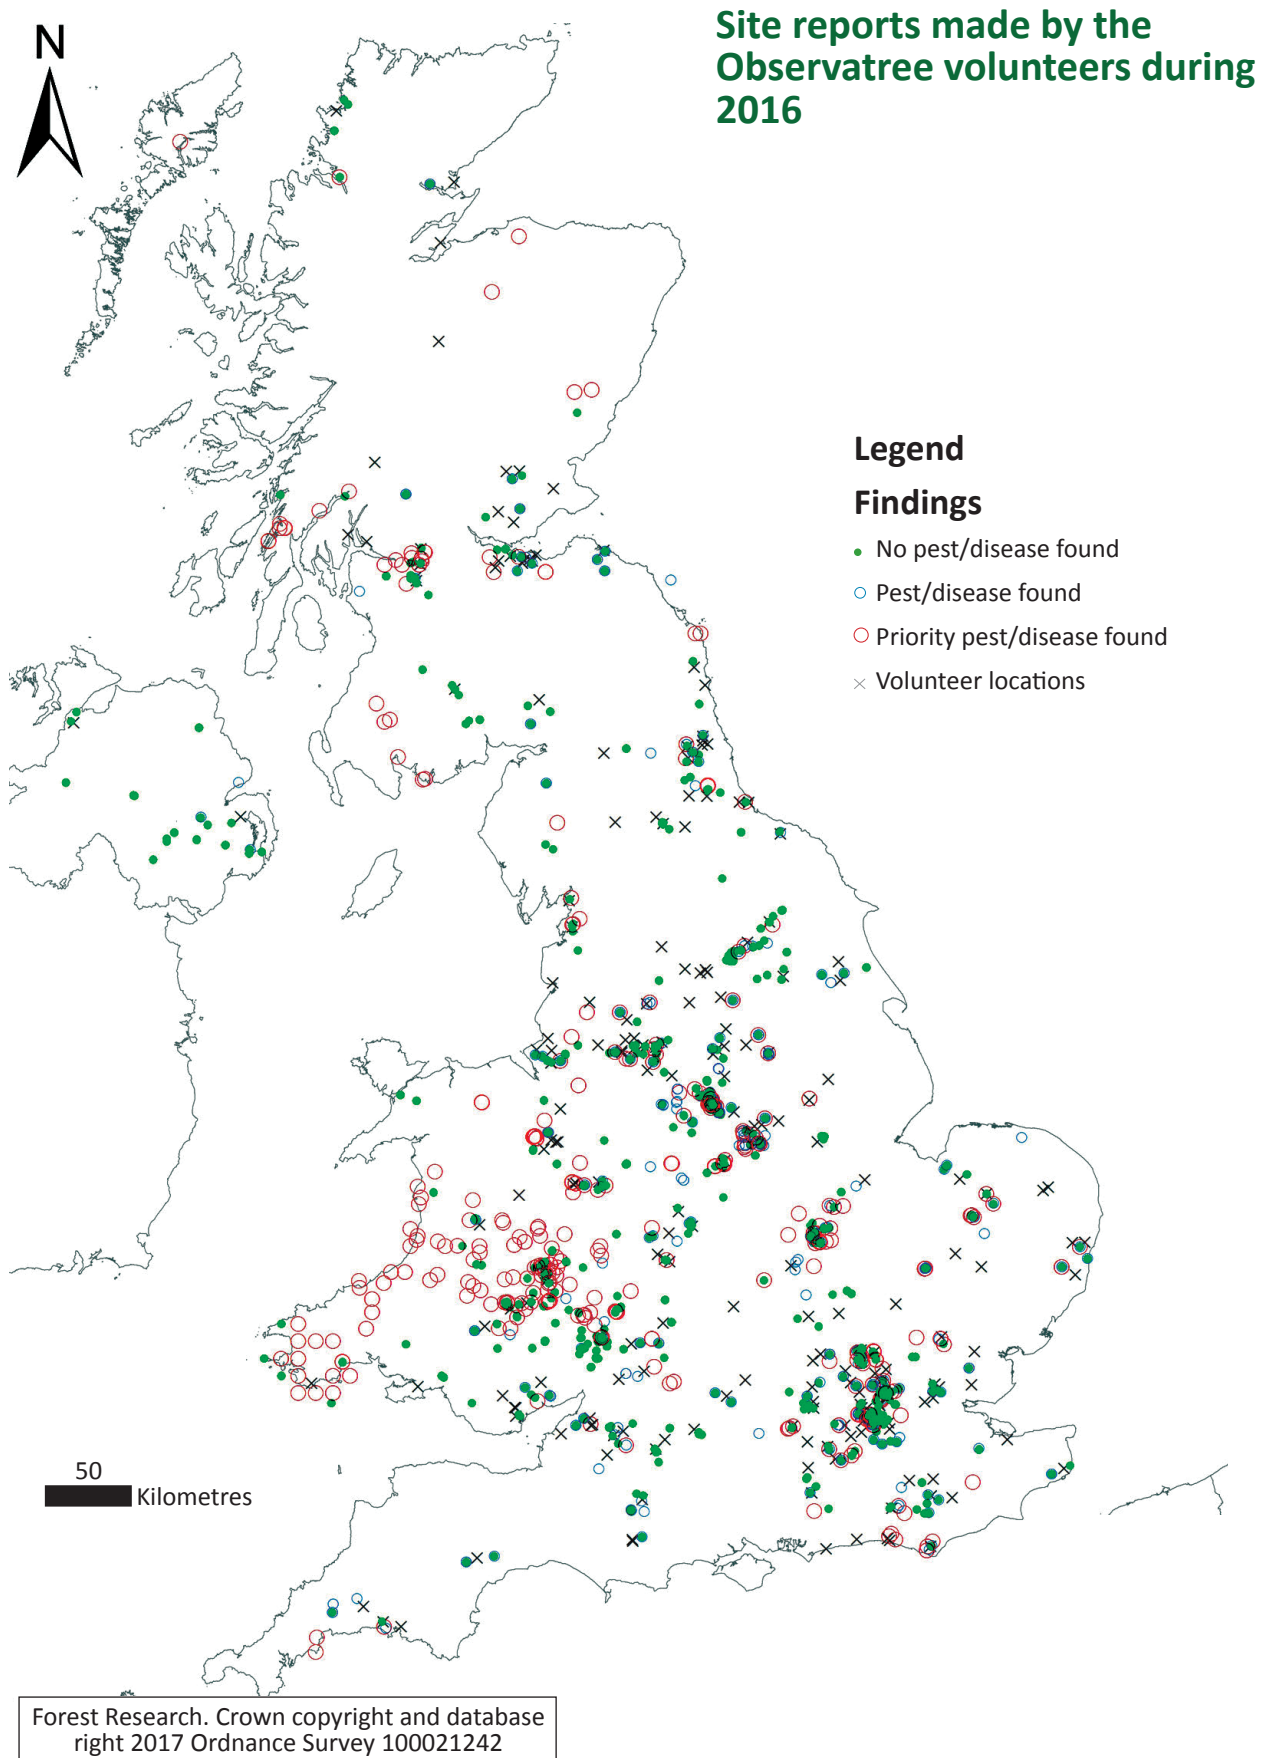 Site reports made by the
Observatree volunteers during
2016
N
Legend
Findings
No pest/disease found
Pest/disease found
Priority pest/disease found
Volunteer locations
50
Kilometres
Forest Research. Crown copyright and database
right 2017 Ordnance Survey 100021242